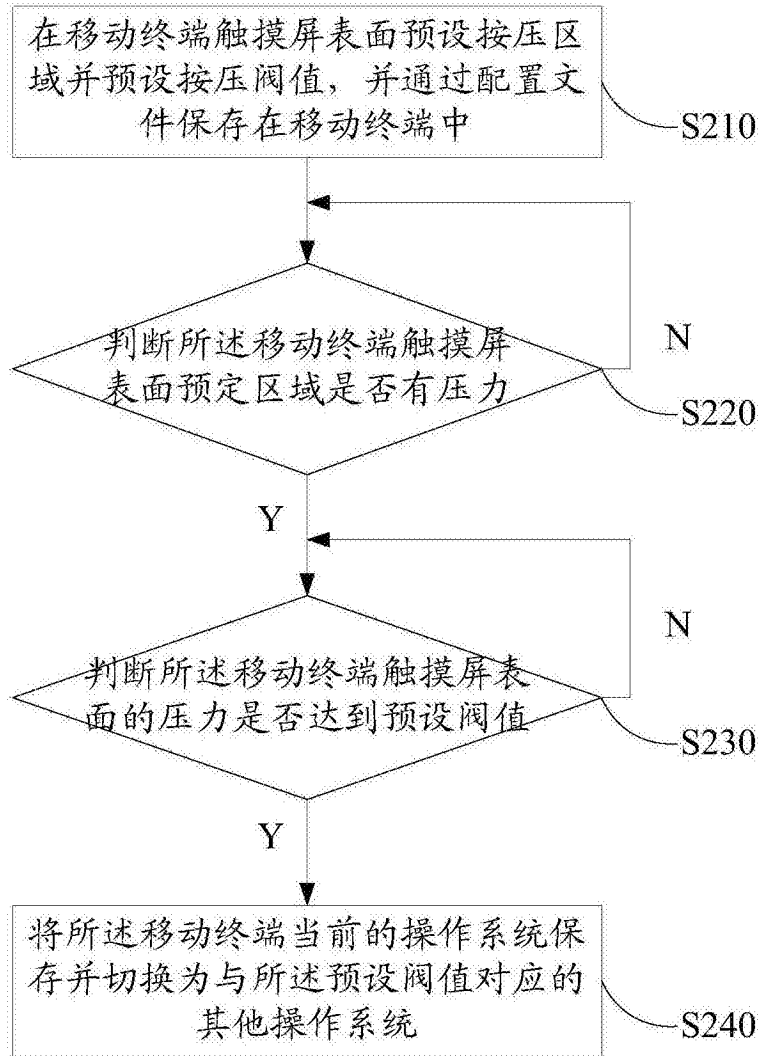 在移动终端触摸屏表面预设按压区
域并预设按压阀值，并通过配置文
件保存在移动终端中
S210
判断所述移动终端触摸屏
表面预定区域是否有压力
N
S220
Y
判断所述移动终端触摸屏表
面的压力是否达到预设阀值
N
S230
Y
将所述移动终端当前的操作系统保
存并切换为与所述预设阀值对应的
其他操作系统
S240